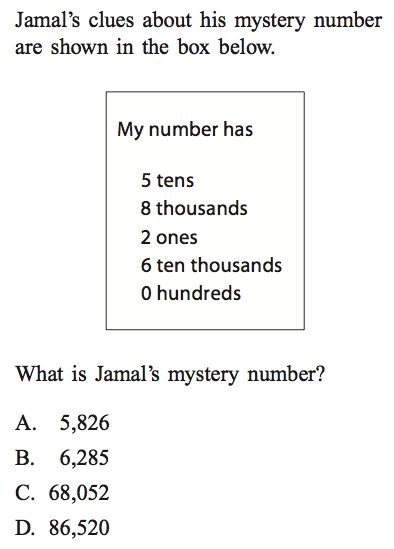 Jamal’s clues about his mystery number
are shown in the box below.
My number has
5 tens
8 thousands
2 ones
6 ten thousands
0 hundreds
What is Jamal’s mystery number?
A. 5,826
B. 6,285
C. 68,052
D. 86,520